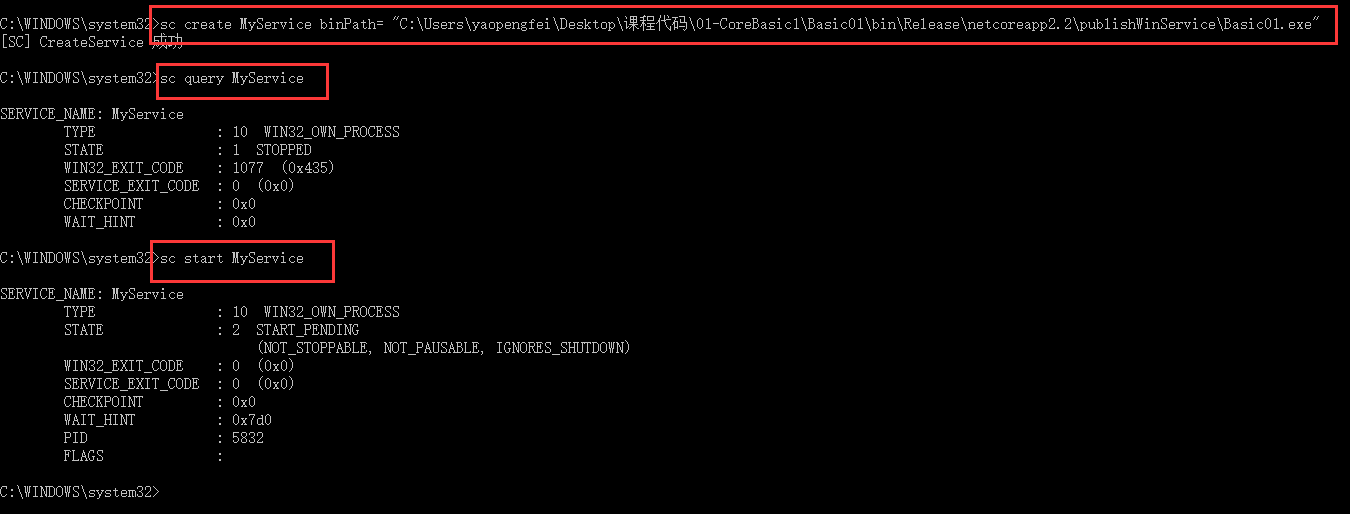 C:\WINDOWS\system32>sc create MyService binPath= "C:\Users\yaopengfei\Desktop\课程代码\01-CoreBasic1\Basic01\bin\Release\netcoreapp2.2\publishWinService\Basic01.exe"
[SC] CreateService 成功
C:\WINDOWS\system32>sc query MyService
SERVICE_NAME: MyService
TYPE : 10 WIN32_OWN_PROCESS
STATE : 1 STOPPED
WIN32_EXIT_CODE : 1077 (0x435)
SERVICE_EXIT_CODE : 0 (0x0)
CHECKPOINT : 0x0
WAIT_HINT : 0x0
C:\WINDOWS\system32>sc start MyService
SERVICE_NAME: MyService
TYPE : 10 WIN32_OWN_PROCESS
STATE : 2 START_PENDING
(NOT_STOPPABLE, NOT_PAUSABLE, IGNORES_SHUTDOWN)
WIN32_EXIT_CODE : 0 (0x0)
SERVICE_EXIT_CODE : 0 (0x0)
CHECKPOINT : 0x0
WAIT_HINT : 0x7d0
PID : 5832
FLAGS :
C:\WINDOWS\system32>